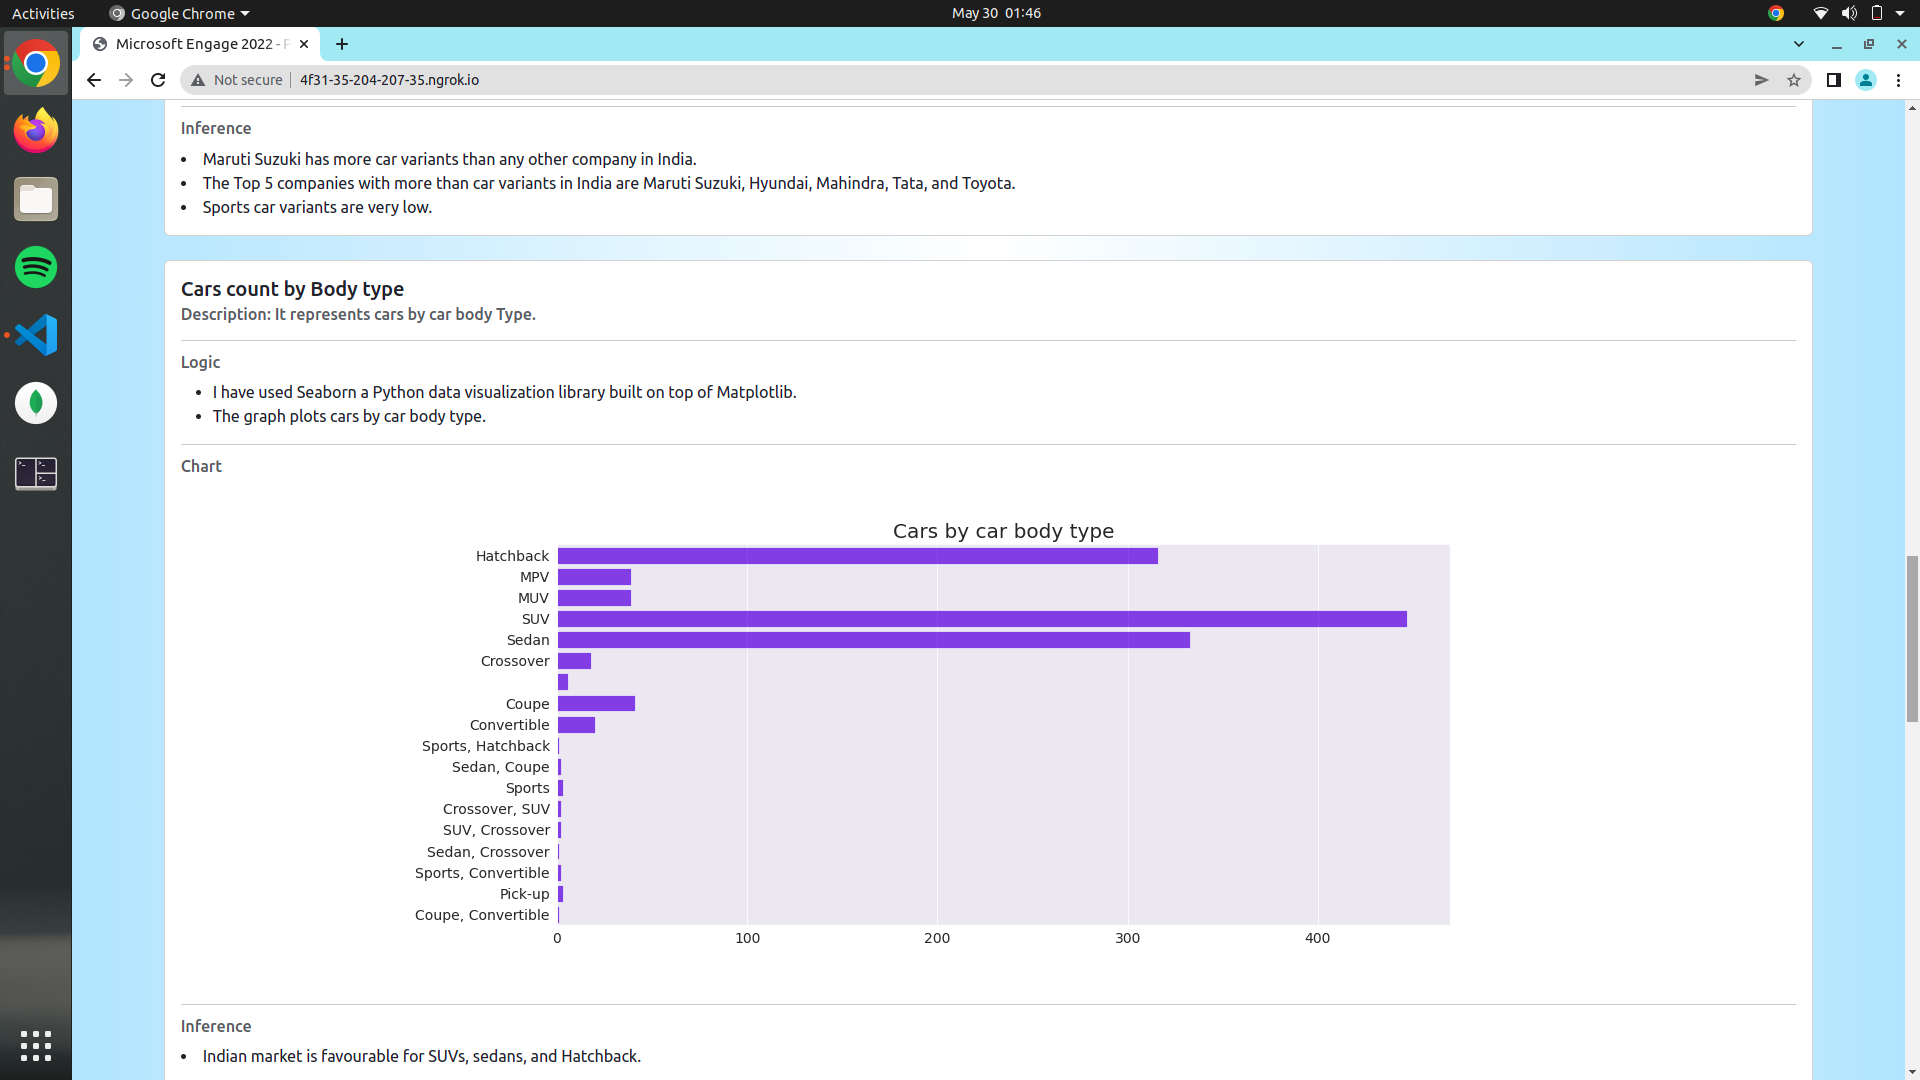 Activities
Google Chrome
May 30 01:46
Microsoft Engage 2022 - P
Not secure
4f31-35-204-207-35.ngrok.io
Inference
• Maruti Suzuki has more car variants than any other company in India.
• The Top 5 companies with more than car variants in India are Maruti Suzuki, Hyundai, Mahindra, Tata, and Toyota.
• Sports car variants are very low.
Cars count by Body type
Description: It represents cars by car body Type.
Logic
• I have used Seaborn a Python data visualization library built on top of Matplotlib.
• The graph plots cars by car body type.
Chart
Cars by car body type
Hatchback
MPV
MUV
SUV
Sedan
Crossover
Coupe
Convertible
Sports, Hatchback
Sedan, Coupe
Sports
Crossover, SUV
SUV, Crossover
Sedan, Crossover
Sports, Convertible
Pick-up
Coupe, Convertible
0 100 200 300 400
Inference
• Indian market is favourable for SUVs, sedans, and Hatchback.